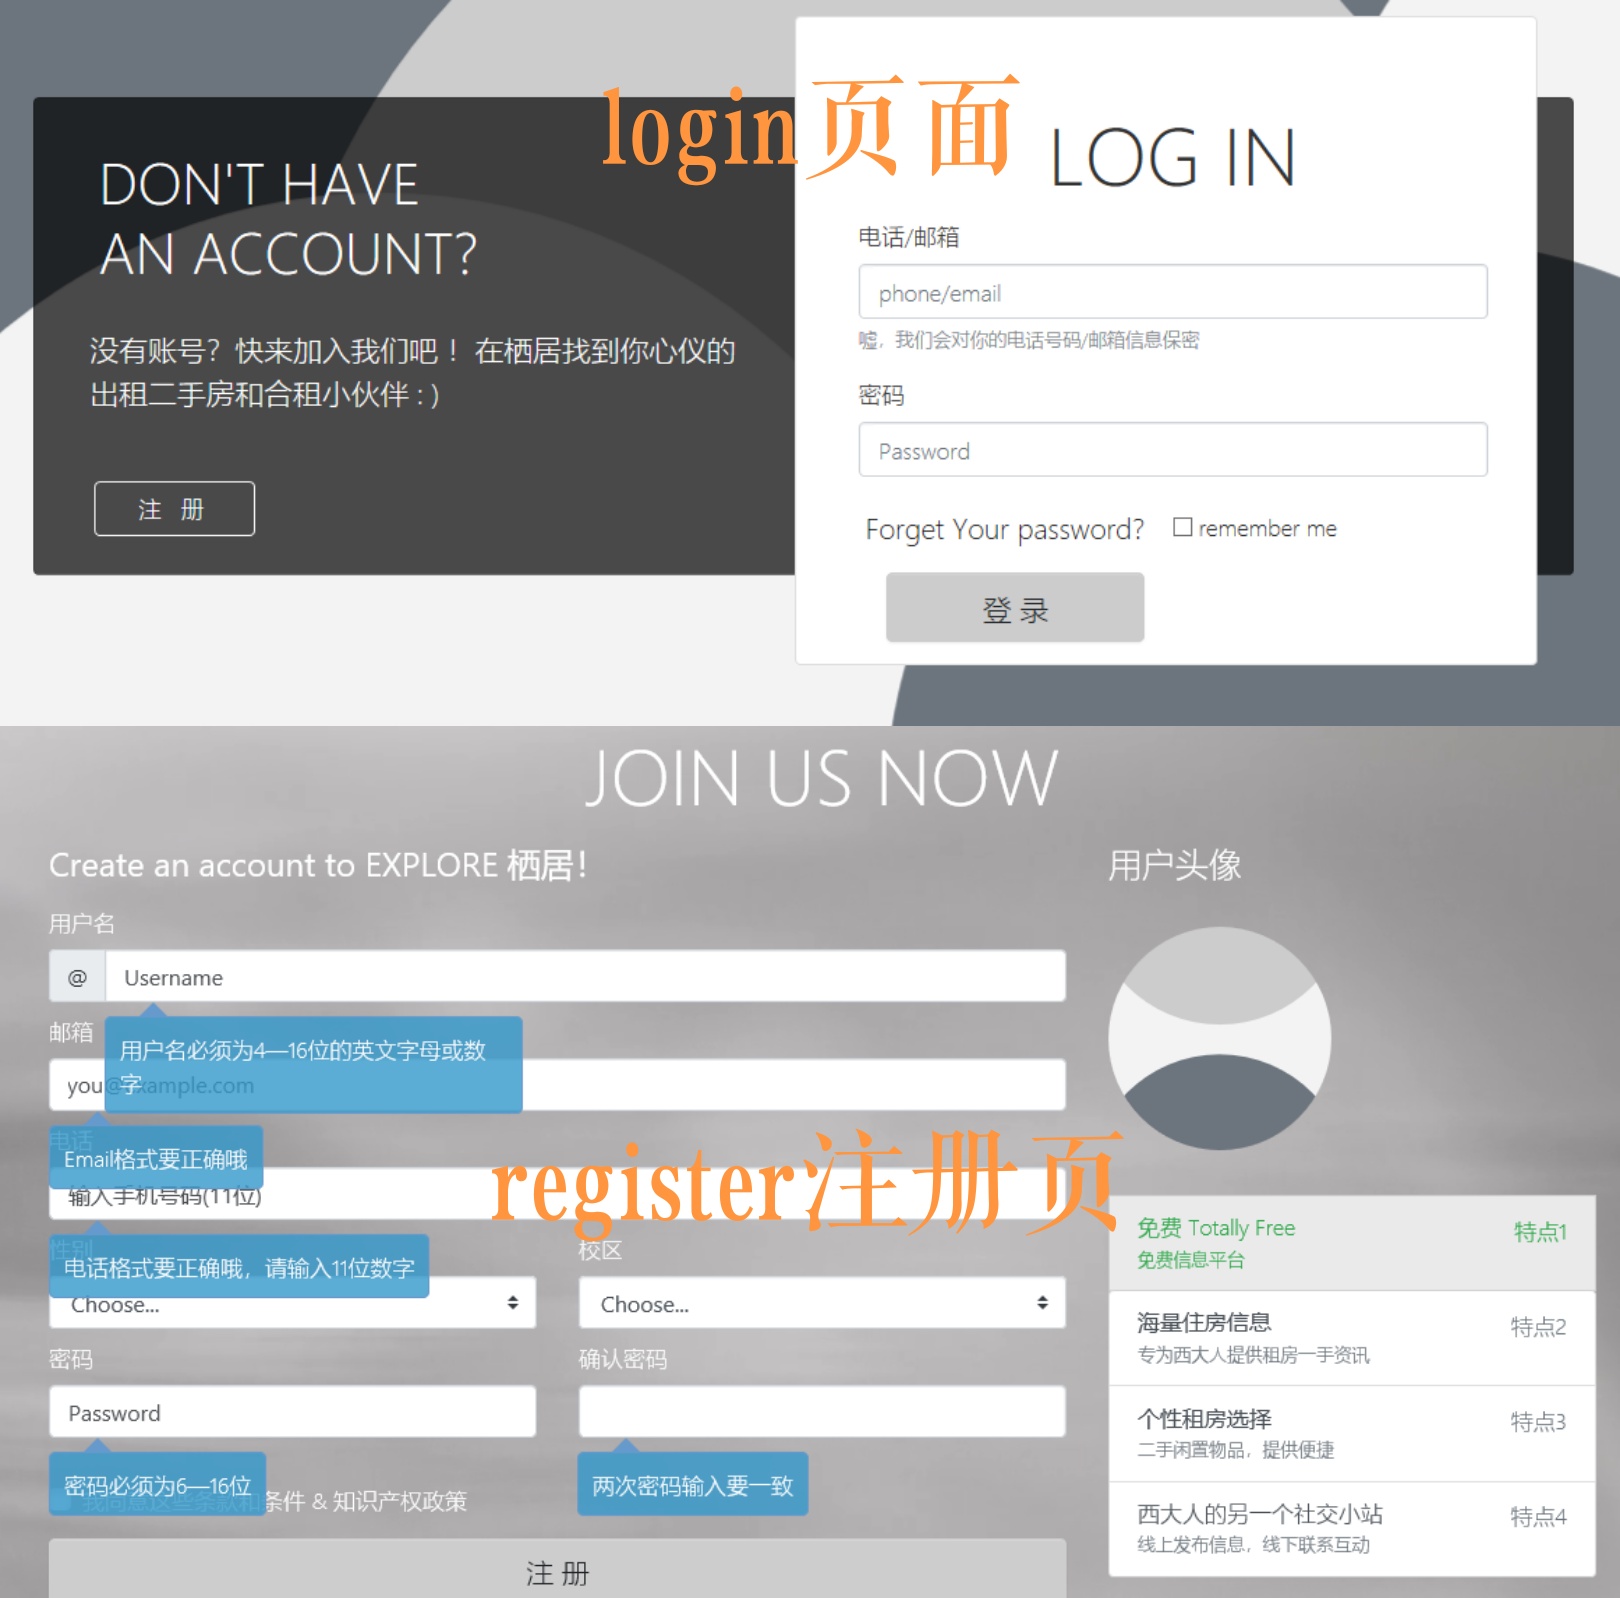 login页面
DON'T HAVE
AN ACCOUNT?
没有账号？快来加入我们吧！在栖居找到你心仪的
出租二手房和合租小伙伴 : )
注 册
LOG IN
电话/邮箱
phone/email
嘘，我们会对你的电话号码/邮箱信息保密
密码
Password
Forget Your password?
remember me
登 录
JOIN US NOW
Create an account to EXPLORE 栖居！
用户名
@
Username
用户名必须为4—16位的英文字母或数
字
邮箱
you@example.com
Email格式要正确哦
电话
输入手机号码(11位)
电话格式要正确哦，请输入11位数字
性别
Choose...
校区
Choose...
密码
Password
密码必须为6—16位
确认密码
两次密码输入要一致
我同意这些条款和条件 & 知识产权政策
注 册
register注册页
用户头像
免费 Totally Free
免费信息平台
特点1
海量住房信息
专为西大人提供租房一手资讯
特点2
个性租房选择
二手闲置物品，提供便捷
特点3
西大人的另一个社交小站
线上发布信息，线下联系互动
特点4